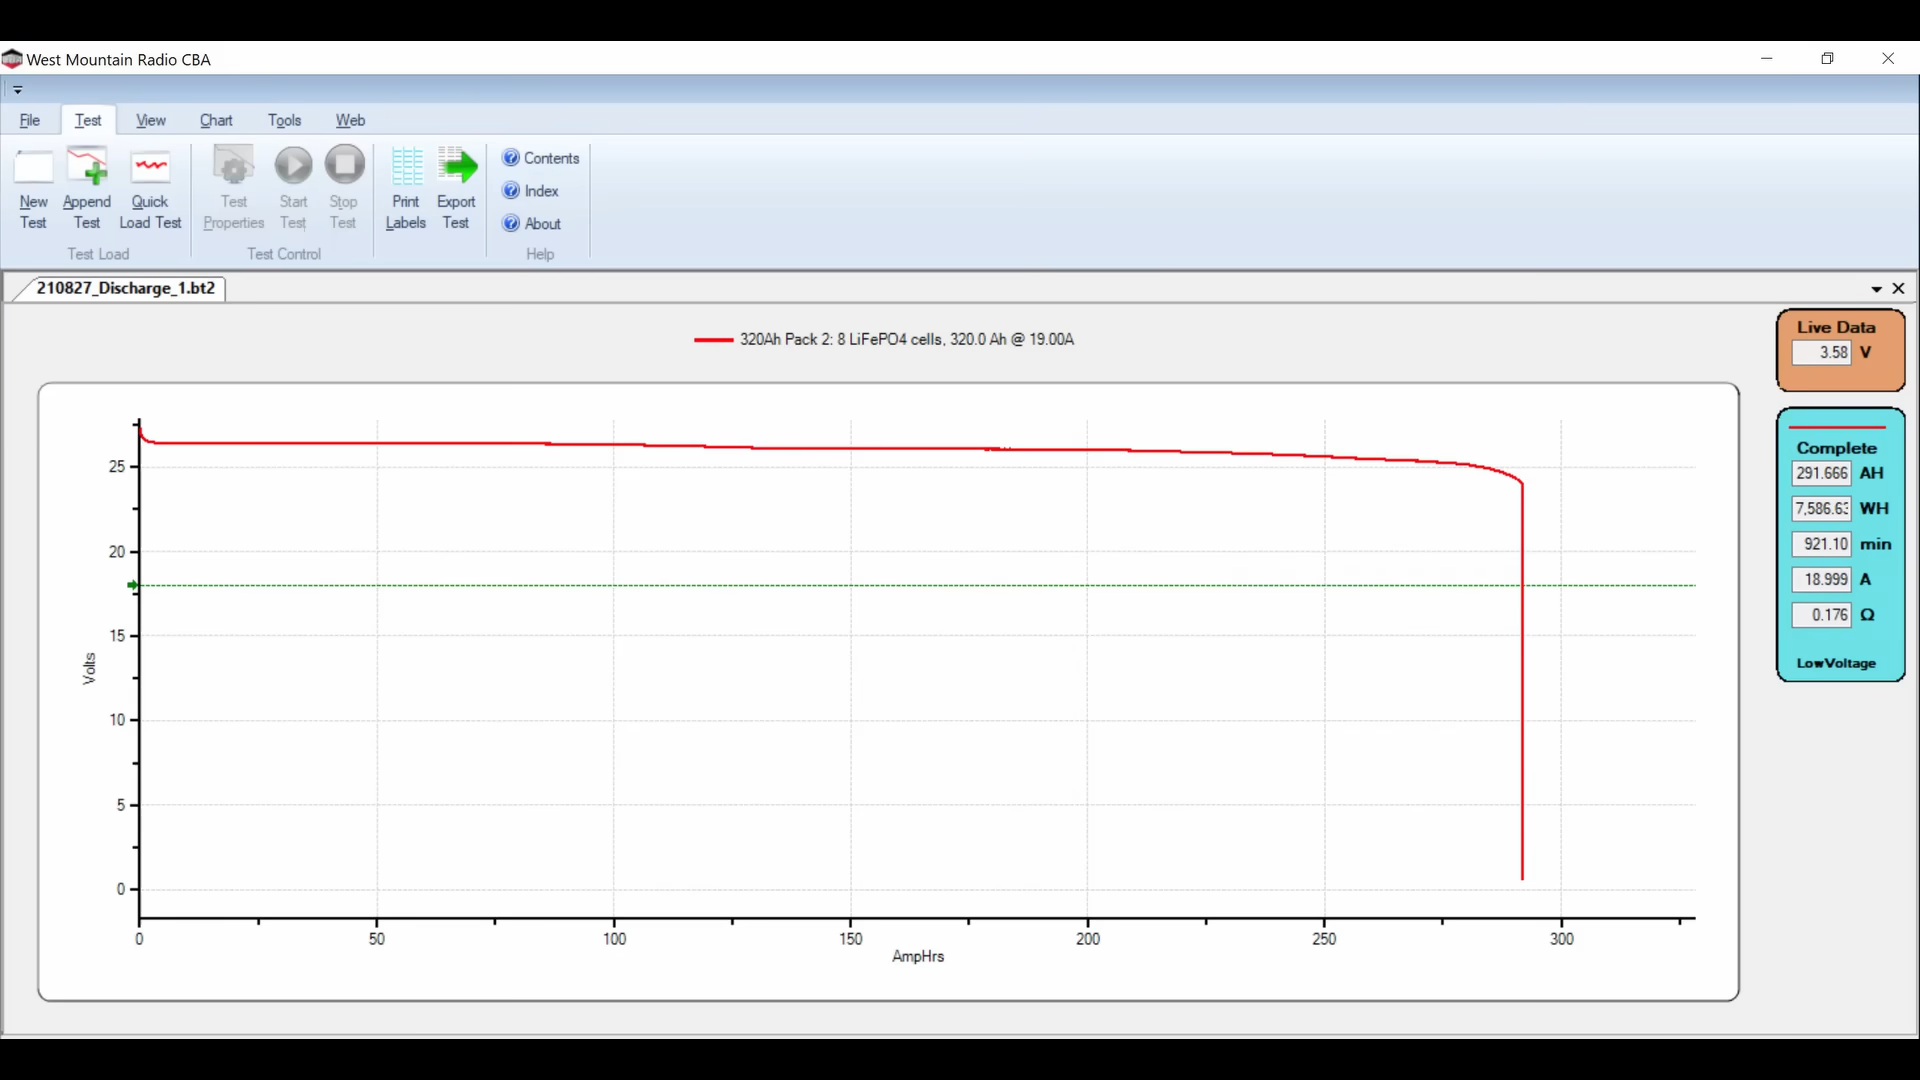 West Mountain Radio CBA
File Test View Chart Tools Web
New Test
Append Test
Quick Load Test
Test Load
Test Properties
Start Test
Stop Test
Test Control
Print Labels
Export Test
Contents
Index
About
Help
210827_Discharge_1.bt2
320Ah Pack 2: 8 LiFePO4 cells, 320.0 Ah @ 19.00A
Live Data
3.58 V
Complete
291.666 AH
7,586.63 WH
921.10 min
18.999 A
0.176 Ω
LowVoltage
Volts
25
20
15
10
5
0
0 50 100 150 200 250 300
AmpHrs